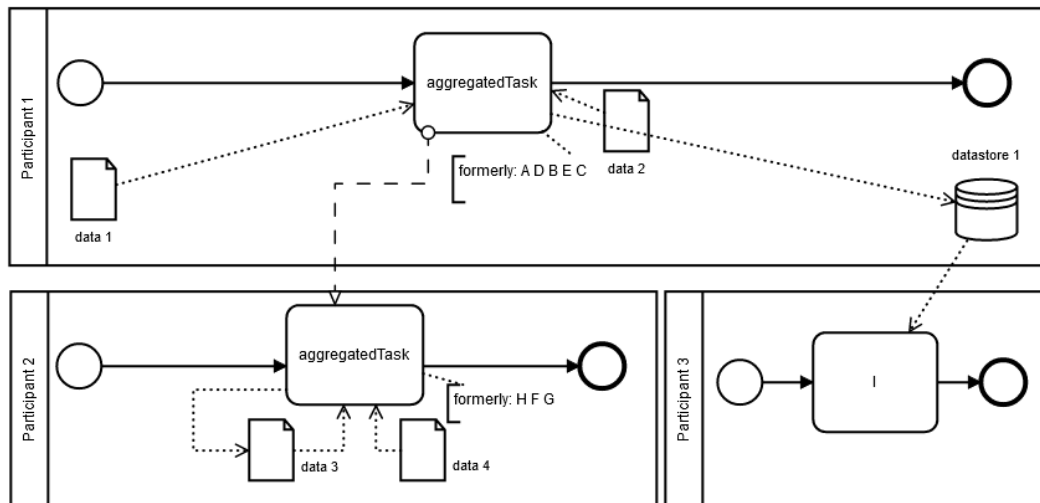 Participant 1
aggregatedTask
formerly: A D B E C
data 1
data 2
datastore 1
Participant 2
aggregatedTask
formerly: H F G
data 3
data 4
Participant 3
I